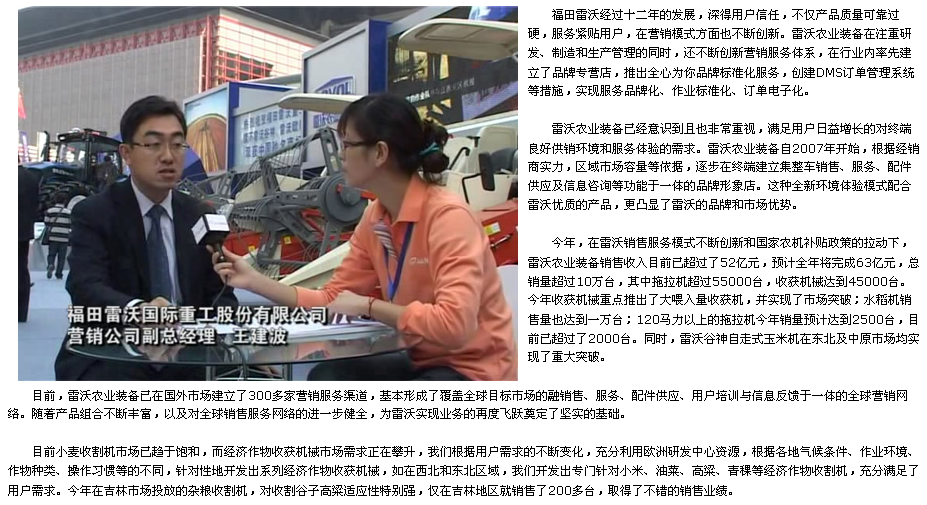 福田雷沃经过十二年的发展，深得用户信任，不仅产品质量可靠过
硬，服务紧贴用户，在营销模式方面也不断创新。雷沃农业装备在注重研
发、制造和生产管理的同时，还不断创新营销服务体系，在行业内率先建
立了品牌专营店，推出全心为你品牌标准化服务，创建DMS订单管理系统
等措施，实现服务品牌化、作业标准化、订单电子化。
雷沃农业装备已经意识到且也非常重视，满足用户日益增长的对终端
良好供销环境和服务体验的需求。雷沃农业装备自2007年开始，根据经销
商实力，区域市场容量等依据，逐步在终端建立集整车销售、服务、配件
供应及信息咨询等功能于一体的品牌形象店。这种全新环境体验模式配合
雷沃优质的产品，更凸显了雷沃的品牌和市场优势。
今年，在雷沃销售服务模式不断创新和国家农机补贴政策的拉动下，
雷沃农业装备销售收入目前已超过了52亿元，预计全年将完成63亿元，总
销量超过10万台，其中拖拉机超过55000台，收获机械达到45000台。
今年收获机械重点推出了大喂入量收获机，并实现了市场突破；水稻机销
售量也达到一万台；120马力以上的拖拉机今年销量预计达到2500台，目
前已超过了2000台。同时，雷沃谷神自走式玉米机在东北及中原市场均实
现了重大突破。
福田雷沃国际重工股份有限公司
营销公司副总经理 王建波
目前，雷沃农业装备已在国外市场建立了300多家营销服务渠道，基本形成了覆盖全球目标市场的融销售、服务、配件供应、用户培训与信息反馈于一体的全球营销网
络。随着产品组合不断丰富，以及对全球销售服务网络的进一步健全，为雷沃实现业务的再度飞跃奠定了坚实的基础。
目前小麦收割机市场已趋于饱和，而经济作物收获机械市场需求正在攀升，我们根据用户需求的不断变化，充分利用欧洲研发中心资源，根据各地气候条件、作业环境、
作物种类、操作习惯等的不同，针对性地开发出系列经济作物收获机械，如在西北和东北区域，我们开发出专门针对小米、油菜、高粱、青稞等经济作物收割机，充分满足了
用户需求。今年在吉林市场投放的杂粮收割机，对收割谷子高粱适应性特别强，仅在吉林地区就销售了200多台，取得了不错的销售业绩。